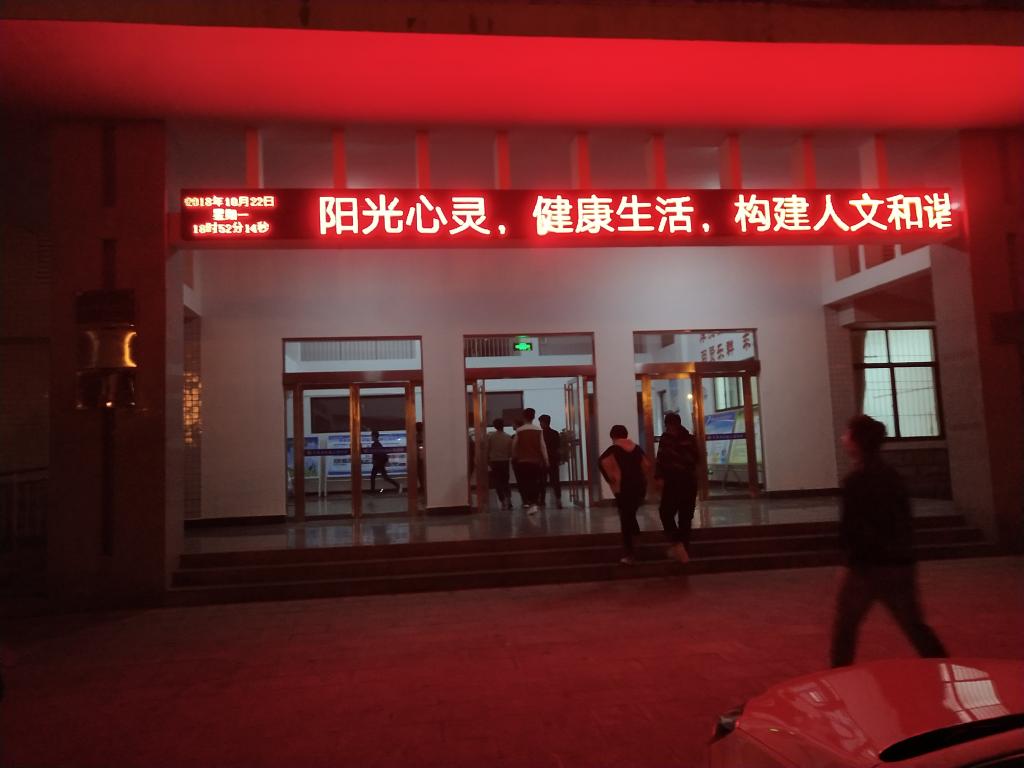 2018年10月22日
星期一
18时52分14秒
阳光心灵，健康生活，构建人文和谐